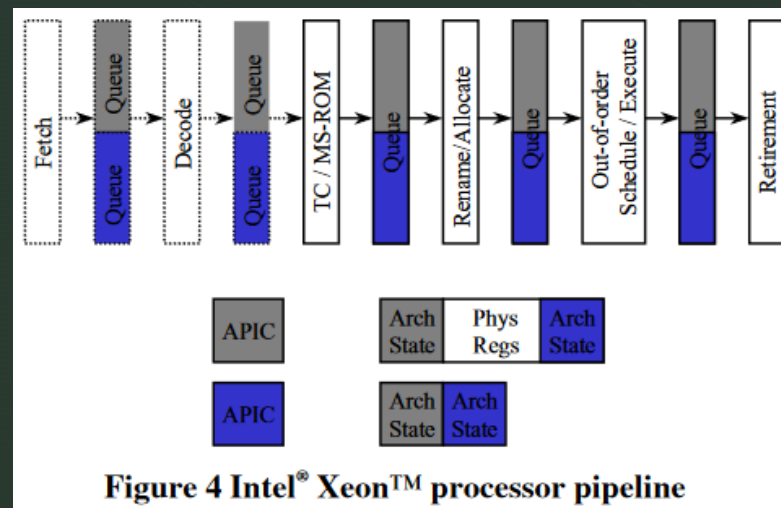 Fetch
Queue
Queue
Decode
Queue
Queue
TC / MS-ROM
Queue
Rename/Allocate
Queue
Out-of-order
Schedule / Execute
Queue
Retirement
APIC
Arch
State
Phys
Regs
Arch
State
APIC
Arch
State
Arch
State
Figure 4 Intel® Xeon™ processor pipeline